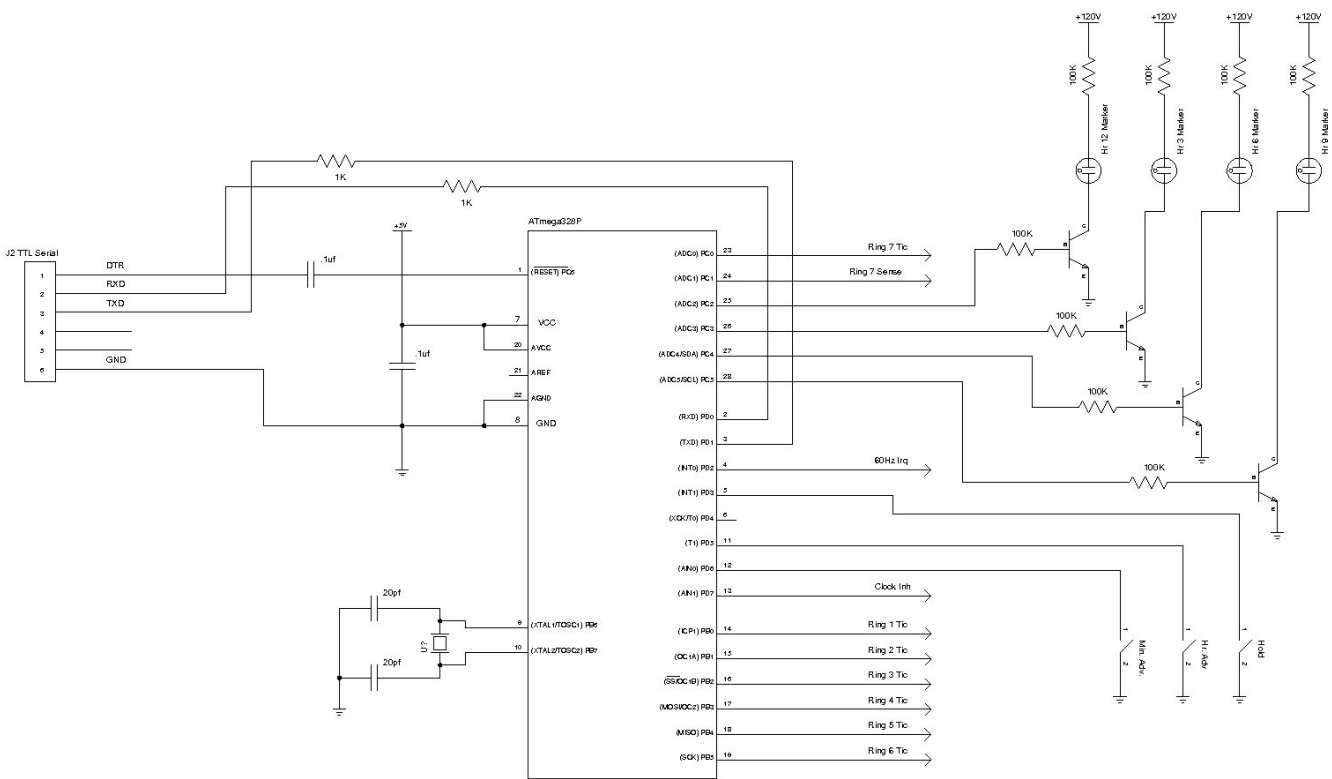 +120V
+120V
+120V
+120V
100K
100K
100K
100K
Hr 12 Marker
Hr 3 Marker
Hr 6 Marker
Hr 9 Marker
1K
1K
ATmega328P
+5V
J2 TTL Serial
1
2
3
4
5
6
DTR
RXD
TXD
GND
.1uf
.1uf
1 (RESET) PC6
7 VCC
20 AVCC
21 AREF
22 AGND
8 GND
9 (XTAL1/TOSC1) PB6
10 (XTAL2/TOSC2) PB7
20pf
20pf
U?
(ADC0) PC0 23 Ring 7 Tic
(ADC1) PC1 24 Ring 7 Sense
(ADC2) PC2 25
(ADC3) PC3 26
(ADC4/SDA) PC4 27
(ADC5/SCL) PC5 28
(RXD) PD0 2
(TXD) PD1 3
(INT0) PD2 4 60Hz Irq
(INT1) PD3 5
(XCK/T0) PD4 6
(T1) PD5 11
(AIN0) PD6 12
(AIN1) PD7 13 Clock Inh
(ICP1) PB0 14 Ring 1 Tic
(OC1A) PB1 15 Ring 2 Tic
(SS/OC1B) PB2 16 Ring 3 Tic
(MOSI/OC2) PB3 17 Ring 4 Tic
(MISO) PB4 18 Ring 5 Tic
(SCK) PB5 19 Ring 6 Tic
100K
B
C
E
100K
B
C
E
100K
B
C
E
100K
B
C
E
1
2
Min. Adv.
1
2
Hr. Adv
1
2
Hold